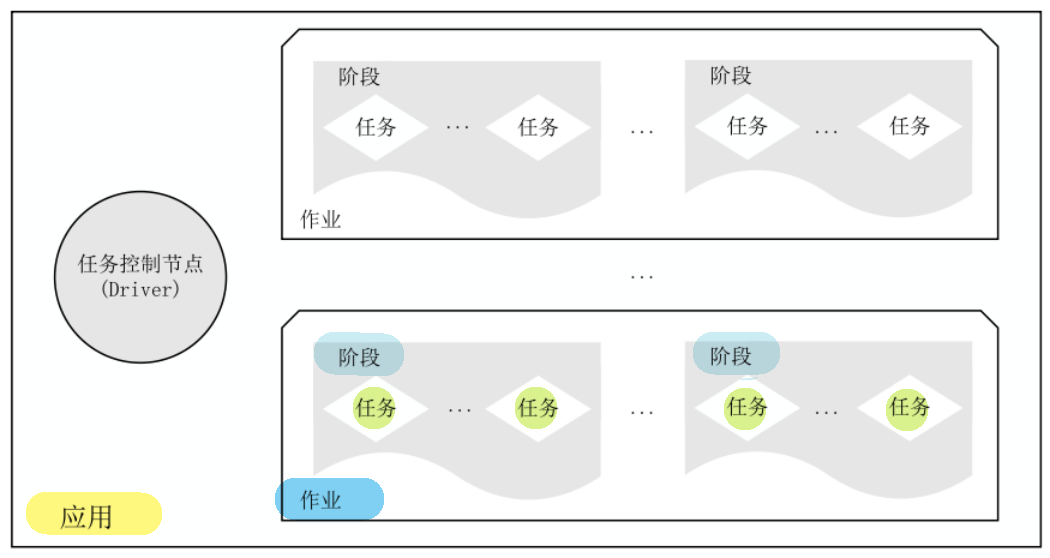 阶段
阶段
任务 ... 任务 ... 任务 ... 任务
作业
任务控制节点
(Driver)
...
阶段
阶段
任务 ... 任务 ... 任务 ... 任务
作业
应用